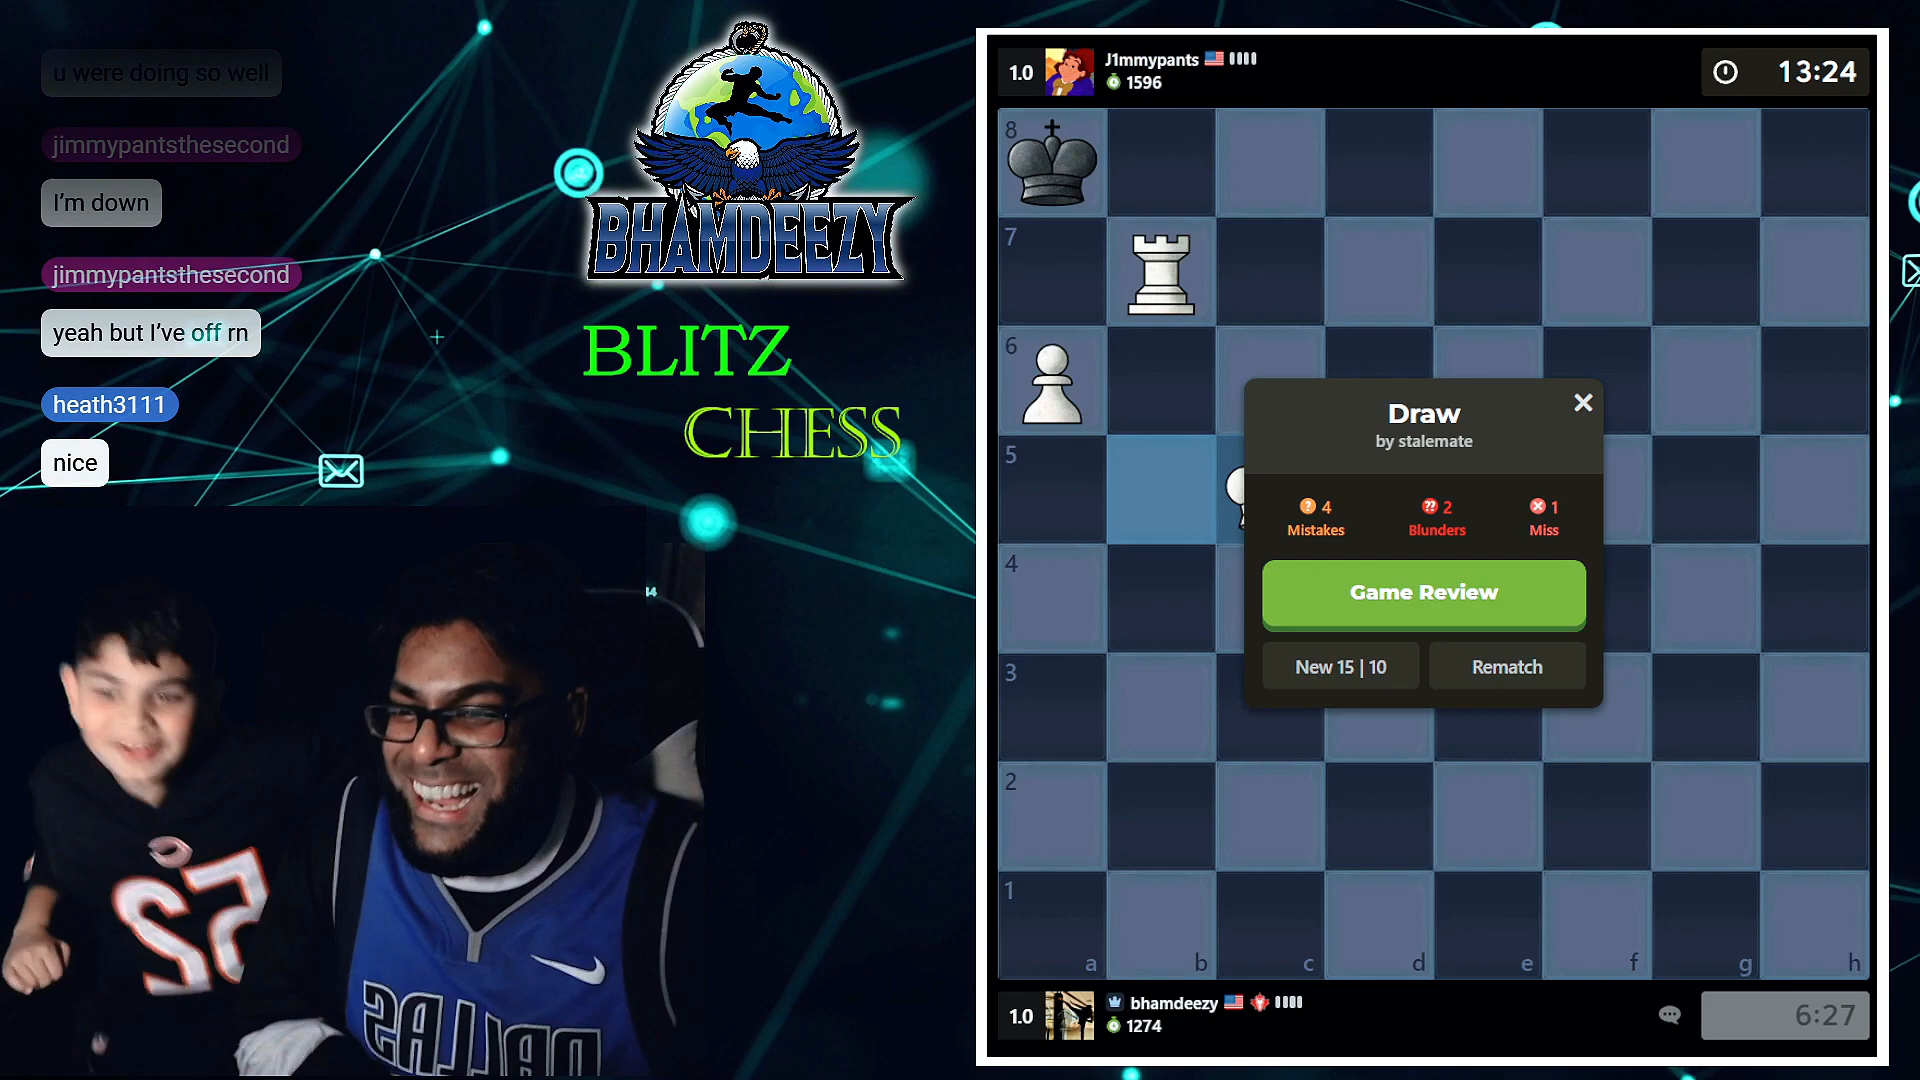 u were doing so well
jimmypantsthesecond
I'm down
jimmypantsthesecond
yeah but I've off rn
heath3111
nice
BHAMDEEZY
BLITZ
CHESS
1.0
J1mmypants
1596
13:24
8
7
6
5
4
3
2
1
a b c d e f g h
Draw
by stalemate
4
Mistakes
2
Blunders
1
Miss
Game Review
New 15 | 10
Rematch
1.0
bhamdeezy
1274
6:27
72
DALLAS